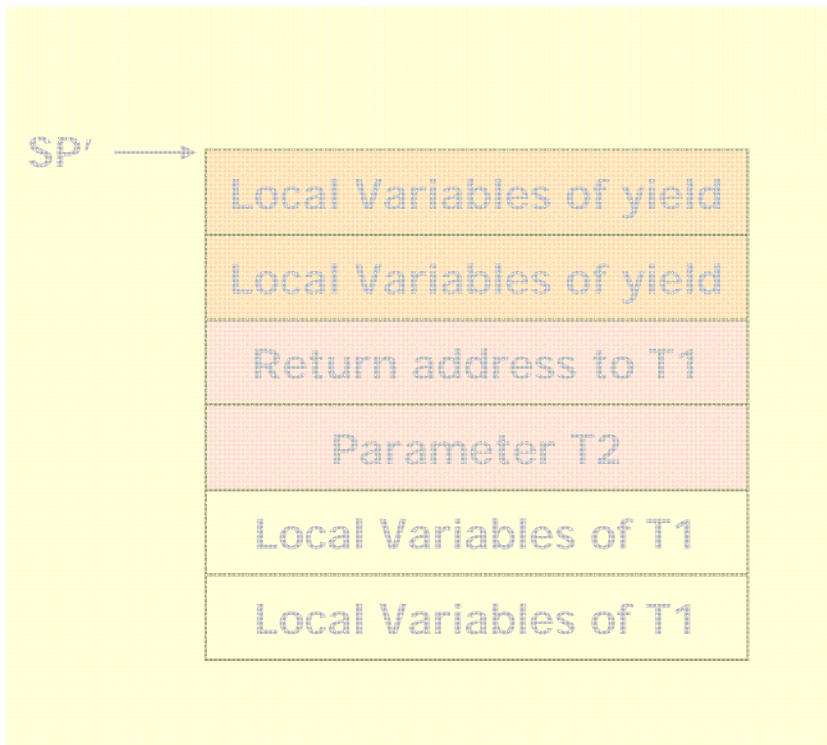 SP′
Local Variables of yield
Local Variables of yield
Return address to T1
Parameter T2
Local Variables of T1
Local Variables of T1